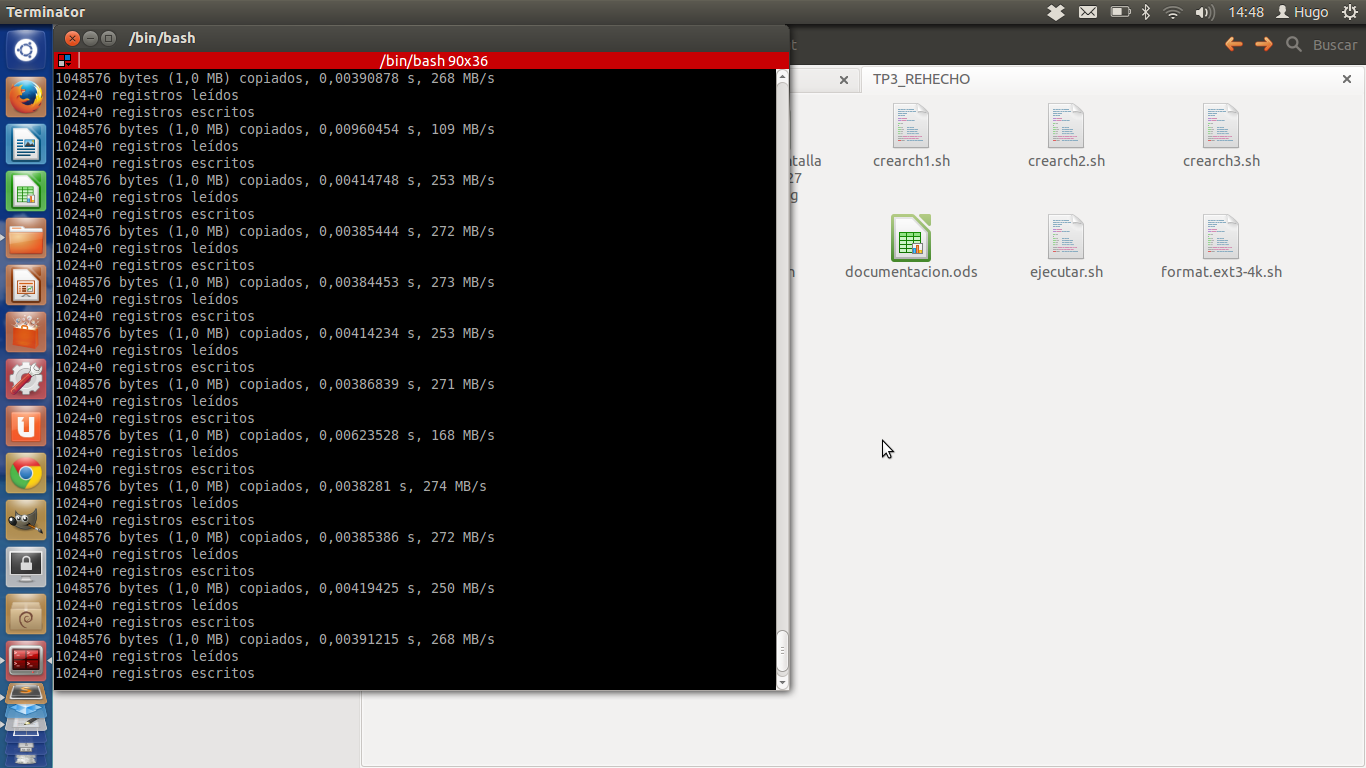 Terminator
14:48
Hugo
/bin/bash
/bin/bash 90x36
1048576 bytes (1,0 MB) copiados, 0,00390878 s, 268 MB/s
1024+0 registros leídos
1024+0 registros escritos
1048576 bytes (1,0 MB) copiados, 0,00960454 s, 109 MB/s
1024+0 registros leídos
1024+0 registros escritos
1048576 bytes (1,0 MB) copiados, 0,00414748 s, 253 MB/s
1024+0 registros leídos
1024+0 registros escritos
1048576 bytes (1,0 MB) copiados, 0,00385444 s, 272 MB/s
1024+0 registros leídos
1024+0 registros escritos
1048576 bytes (1,0 MB) copiados, 0,00384453 s, 273 MB/s
1024+0 registros leídos
1024+0 registros escritos
1048576 bytes (1,0 MB) copiados, 0,00414234 s, 253 MB/s
1024+0 registros leídos
1024+0 registros escritos
1048576 bytes (1,0 MB) copiados, 0,00386839 s, 271 MB/s
1024+0 registros leídos
1024+0 registros escritos
1048576 bytes (1,0 MB) copiados, 0,00623528 s, 168 MB/s
1024+0 registros leídos
1024+0 registros escritos
1048576 bytes (1,0 MB) copiados, 0,0038281 s, 274 MB/s
1024+0 registros leídos
1024+0 registros escritos
1048576 bytes (1,0 MB) copiados, 0,00385386 s, 272 MB/s
1024+0 registros leídos
1024+0 registros escritos
1048576 bytes (1,0 MB) copiados, 0,00419425 s, 250 MB/s
1024+0 registros leídos
1024+0 registros escritos
1048576 bytes (1,0 MB) copiados, 0,00391215 s, 268 MB/s
1024+0 registros leídos
1024+0 registros escritos
Buscar
TP3_REHECHO
crearch1.sh
crearch2.sh
crearch3.sh
27
documentacion.ods
ejecutar.sh
format.ext3-4k.sh